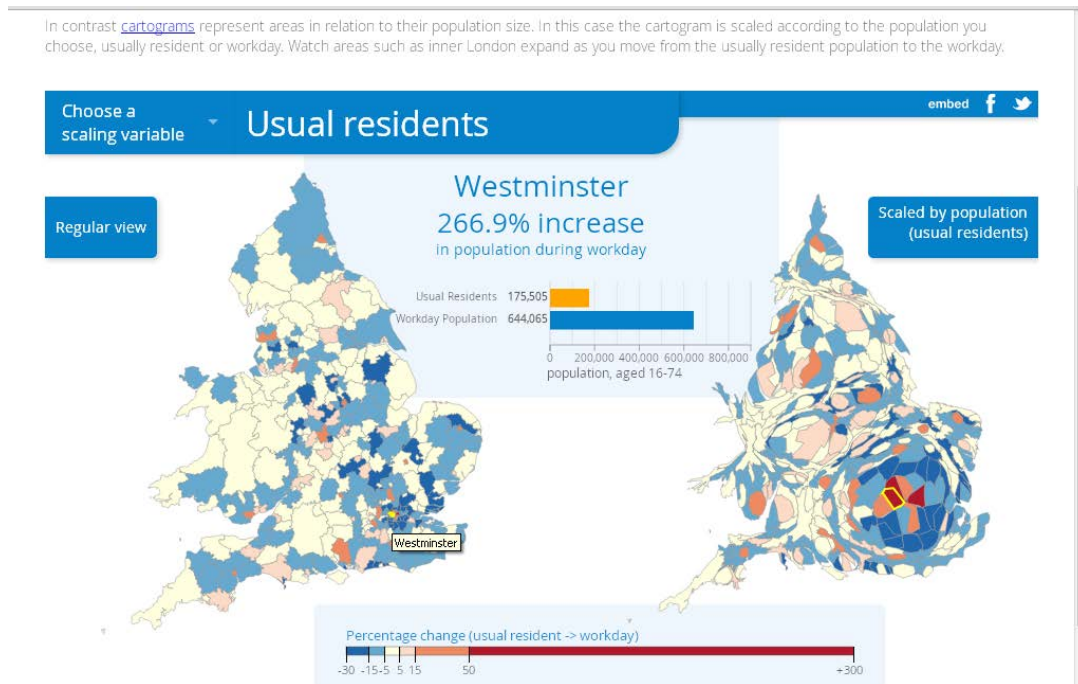 In contrast cartograms represent areas in relation to their population size. In this case the cartogram is scaled according to the population you
choose, usually resident or workday. Watch areas such as inner London expand as you move from the usually resident population to the workday.
Choose a
scaling variable
Usual residents
embed
Regular view
Westminster
266.9% increase
in population during workday
Scaled by population
(usual residents)
Usual Residents 175,505
Workday Population 644,065
0 200,000 400,000 600,000 800,000
population, aged 16-74
Westminster
Percentage change (usual resident -> workday)
-30 -15 -5 5 15 50 +300